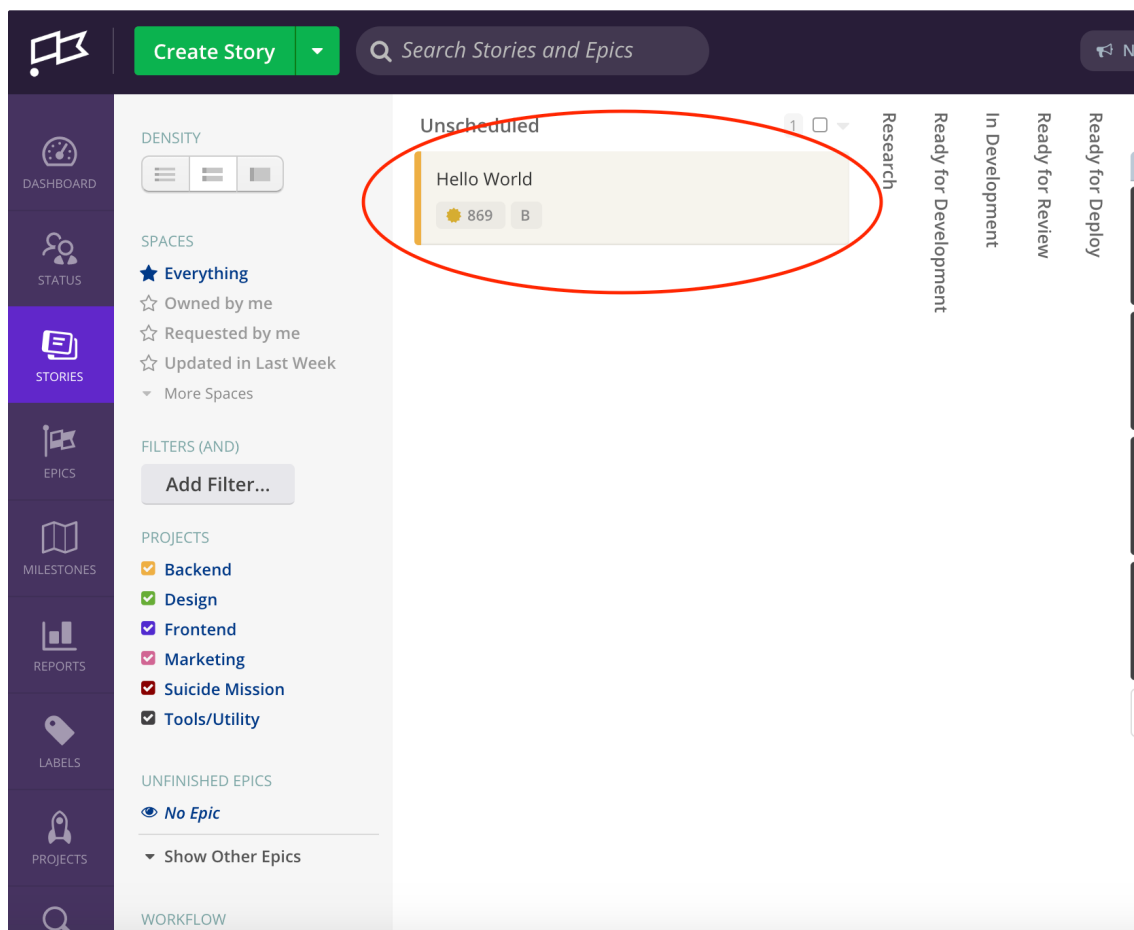 Create Story
Search Stories and Epics
N
DASHBOARD
STATUS
STORIES
EPICS
MILESTONES
REPORTS
LABELS
PROJECTS
DENSITY
SPACES
Everything
Owned by me
Requested by me
Updated in Last Week
More Spaces
FILTERS (AND)
Add Filter...
PROJECTS
Backend
Design
Frontend
Marketing
Suicide Mission
Tools/Utility
UNFINISHED EPICS
No Epic
Show Other Epics
WORKFLOW
Unscheduled 1
Hello World
869 B
Research
Ready for Development
In Development
Ready for Review
Ready for Deploy